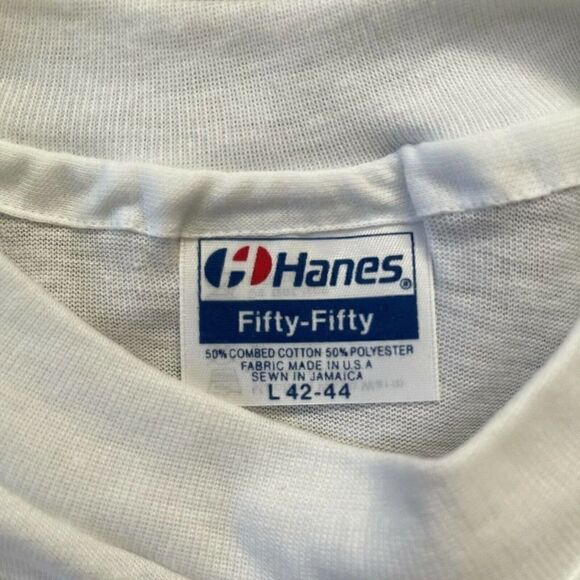 Hanes®
Fifty-Fifty
50% COMBED COTTON 50% POLYESTER
FABRIC MADE IN U.S.A
SEWN IN JAMAICA
L 42-44